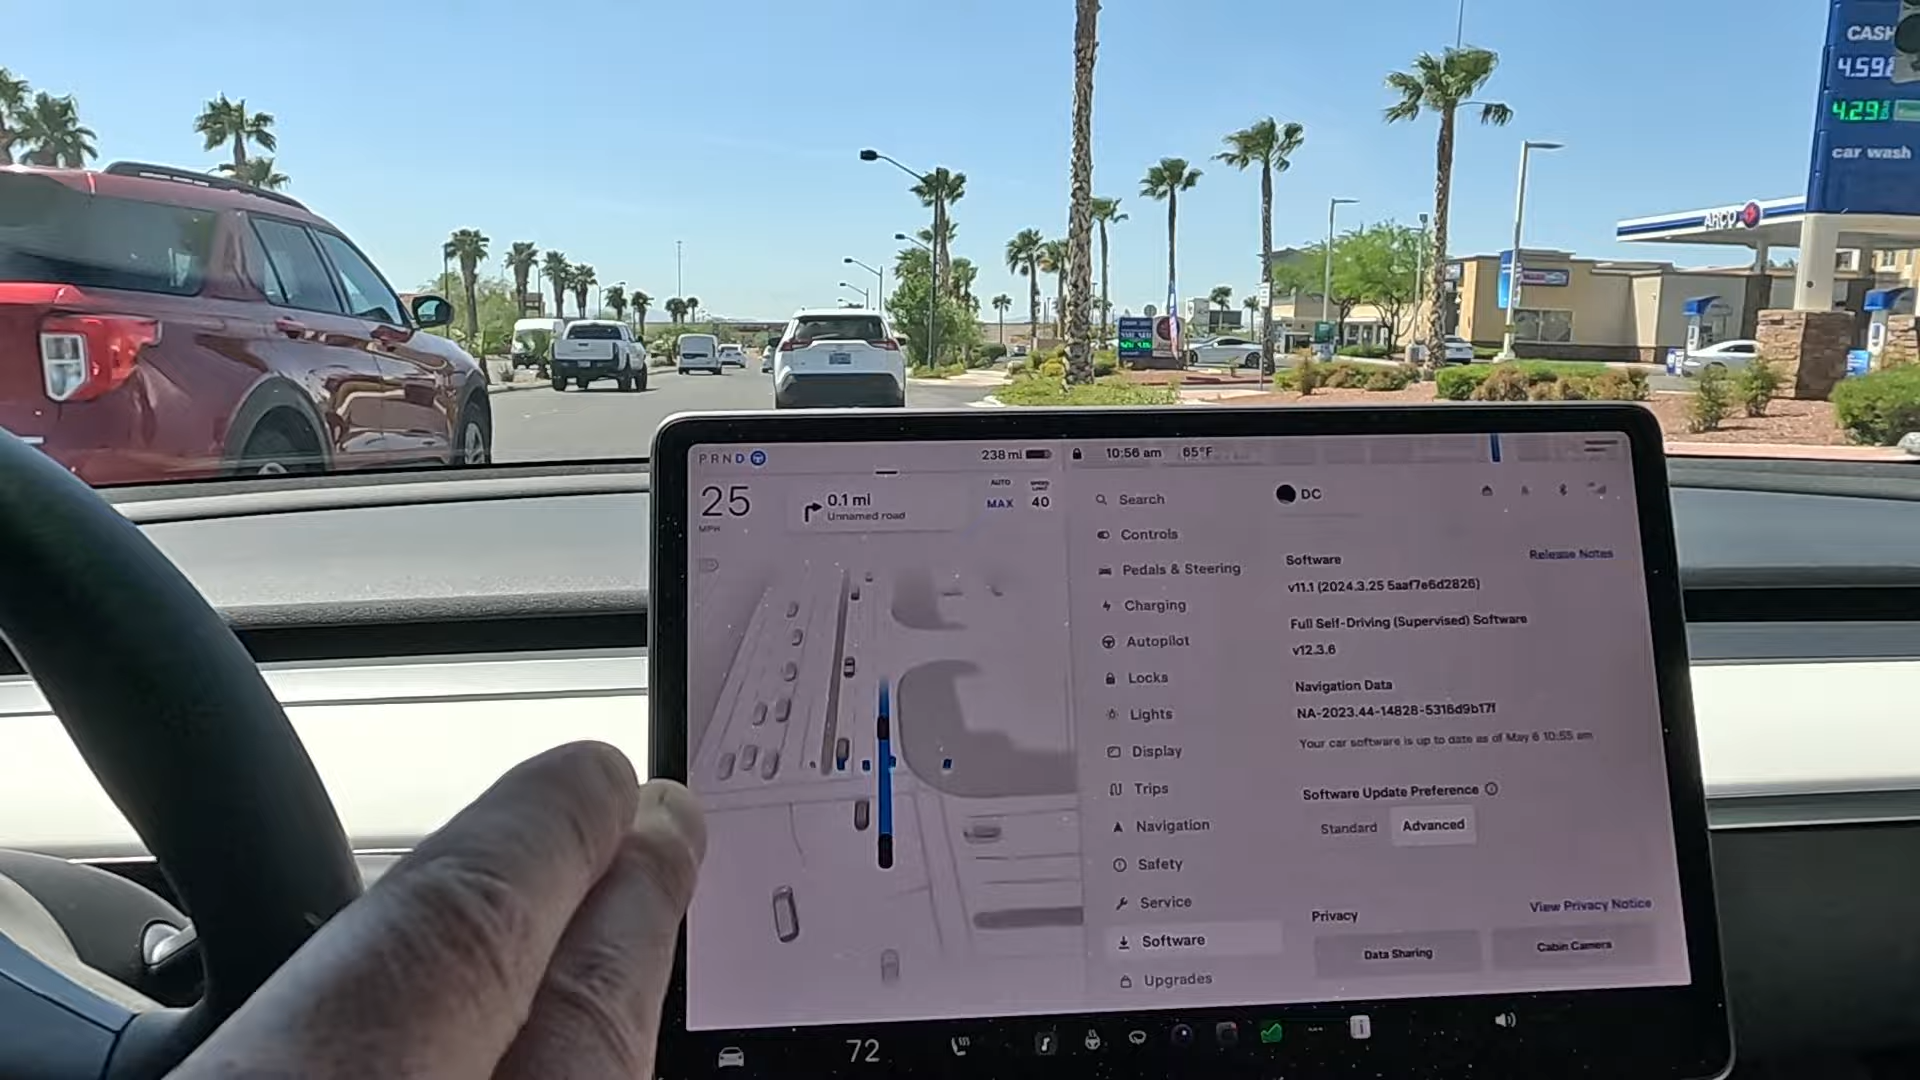 CASH
4.59
4.29
car wash
ARCO
PRND
238 mi
10:56 am
65°F
25
MPH
0.1 mi
Unnamed road
AUTO
MAX
SPEED
LIMIT
40
Search
Controls
Pedals & Steering
Charging
Autopilot
Locks
Lights
Display
Trips
Navigation
Safety
Service
Software
Upgrades
DC
Software
Release Notes
v11.1 (2024.3.25 5aaf7e6d2826)
Full Self-Driving (Supervised) Software
v12.3.6
Navigation Data
NA-2023.44-14828-5316d9b17f
Your car software is up to date as of May 6 10:55 am
Software Update Preference
Standard
Advanced
Privacy
View Privacy Notice
Data Sharing
Cabin Camera
72